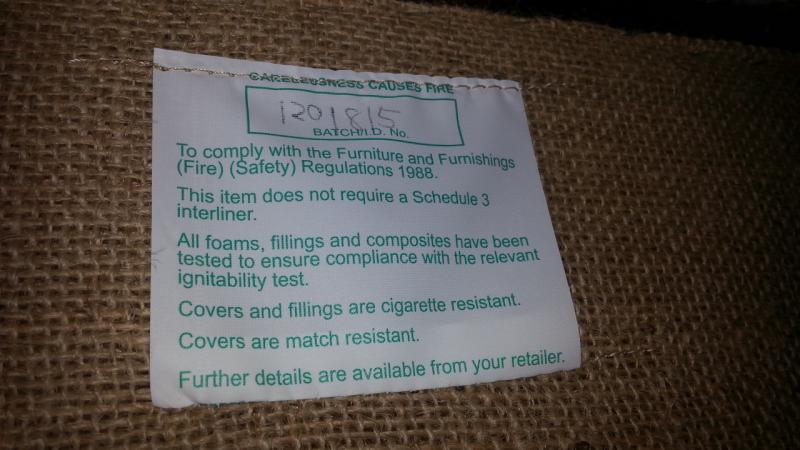 CARELESSNESS CAUSES FIRE
1201815
BATCH/I.D. No.
To comply with the Furniture and Furnishings
(Fire) (Safety) Regulations 1988.
This item does not require a Schedule 3
interliner.
All foams, fillings and composites have been
tested to ensure compliance with the relevant
ignitability test.
Covers and fillings are cigarette resistant.
Covers are match resistant.
Further details are available from your retailer.